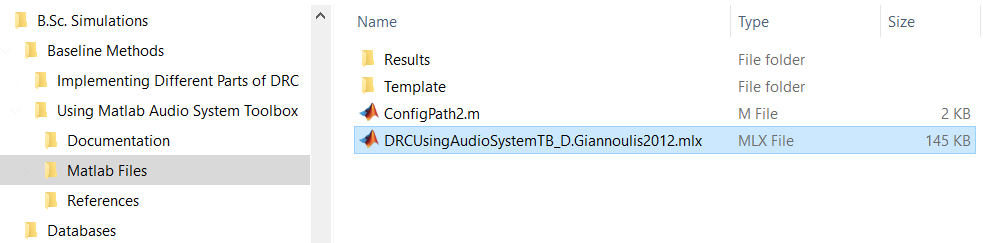 B.Sc. Simulations
Baseline Methods
Implementing Different Parts of DRC
Using Matlab Audio System Toolbox
Documentation
Matlab Files
References
Databases
Name Type Size
Results File folder
Template File folder
ConfigPath2.m M File 2 KB
DRCUsingAudioSystemTB_D.Giannoulis2012.mlx MLX File 145 KB